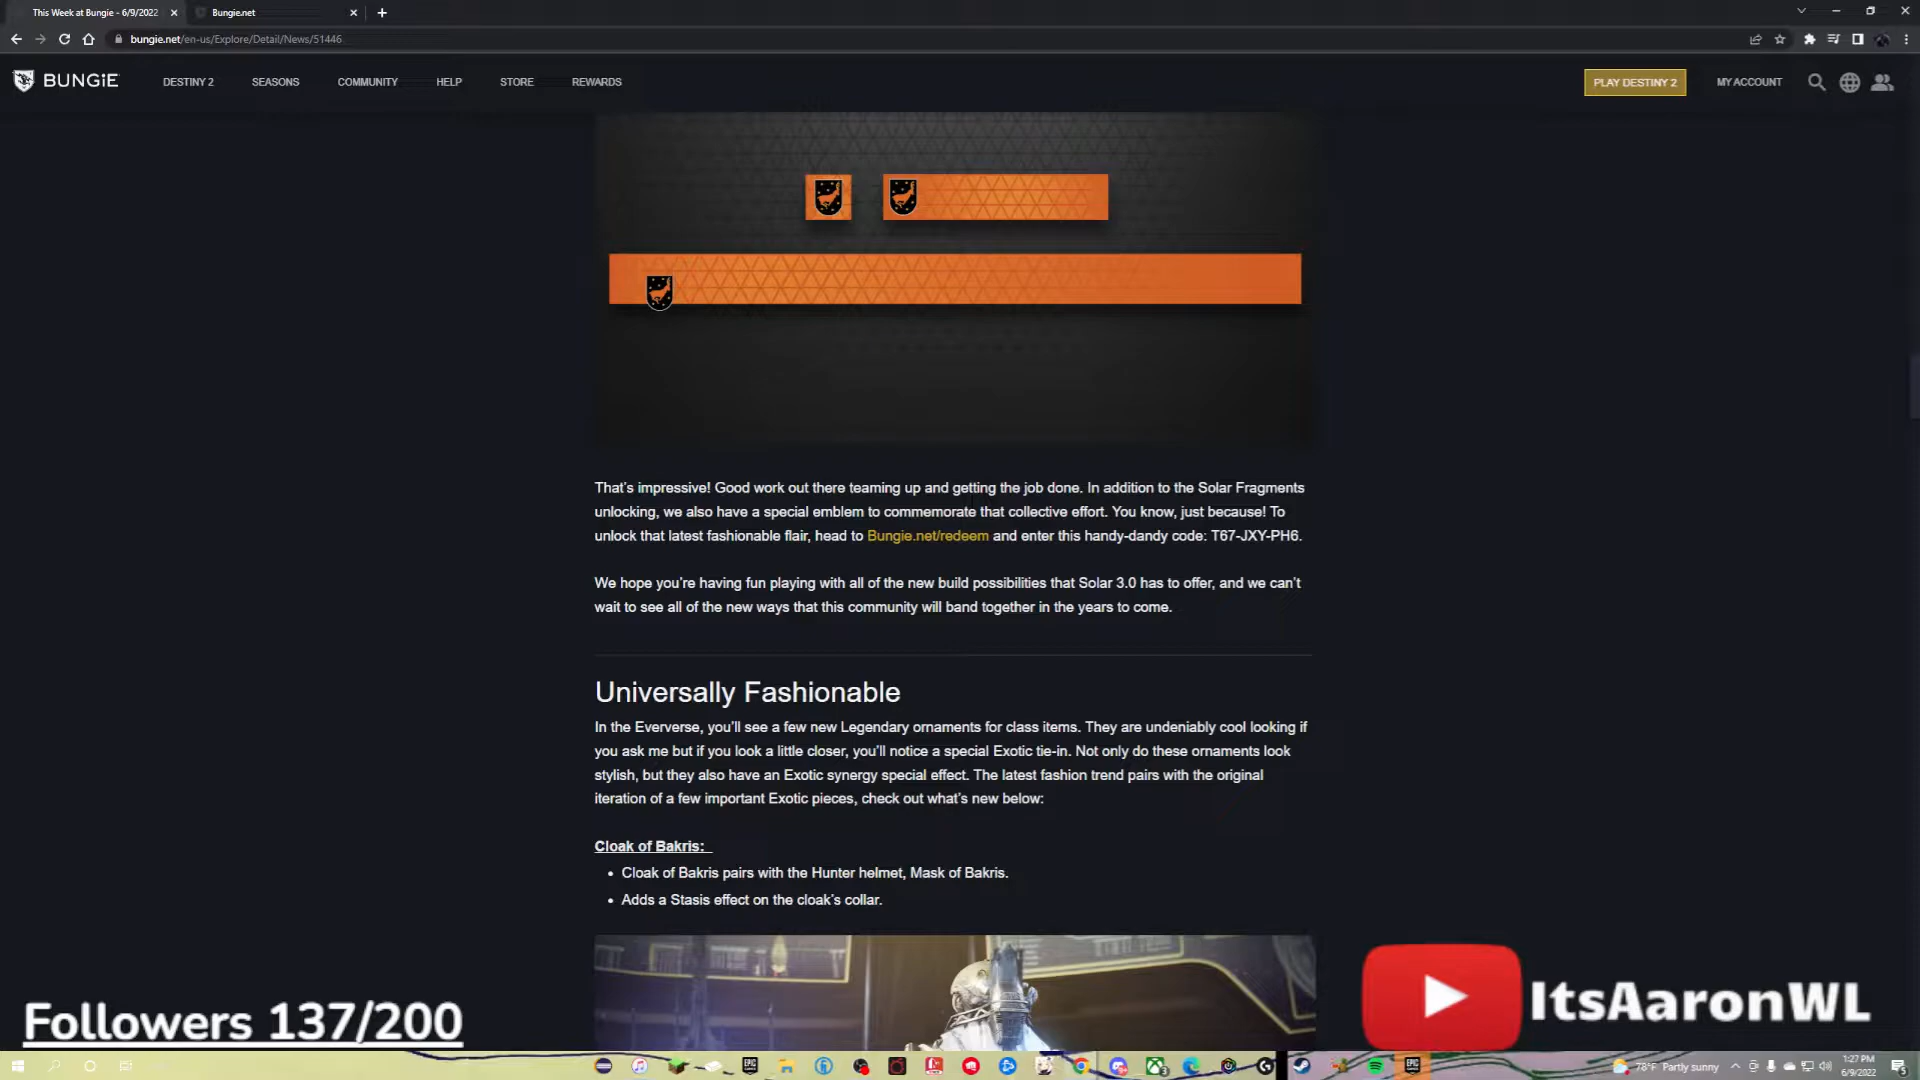 This Week at Bungie - 6/9/2022
Bungie.net
bungie.net/en-us/Explore/Detail/News/51446
BUNGiE
DESTINY 2
SEASONS
COMMUNITY
HELP
STORE
REWARDS
PLAY DESTINY 2
MY ACCOUNT
That's impressive! Good work out there teaming up and getting the job done. In addition to the Solar Fragments
unlocking, we also have a special emblem to commemorate that collective effort. You know, just because! To
unlock that latest fashionable flair, head to Bungie.net/redeem and enter this handy-dandy code: T67-JXY-PH6.
We hope you're having fun playing with all of the new build possibilities that Solar 3.0 has to offer, and we can't
wait to see all of the new ways that this community will band together in the years to come.
Universally Fashionable
In the Eververse, you'll see a few new Legendary ornaments for class items. They are undeniably cool looking if
you ask me but if you look a little closer, you'll notice a special Exotic tie-in. Not only do these ornaments look
stylish, but they also have an Exotic synergy special effect. The latest fashion trend pairs with the original
iteration of a few important Exotic pieces, check out what's new below:
Cloak of Bakris:
• Cloak of Bakris pairs with the Hunter helmet, Mask of Bakris.
• Adds a Stasis effect on the cloak's collar.
Followers 137/200
ItsAaronWL
78°F Partly sunny
1:27 PM
6/9/2022